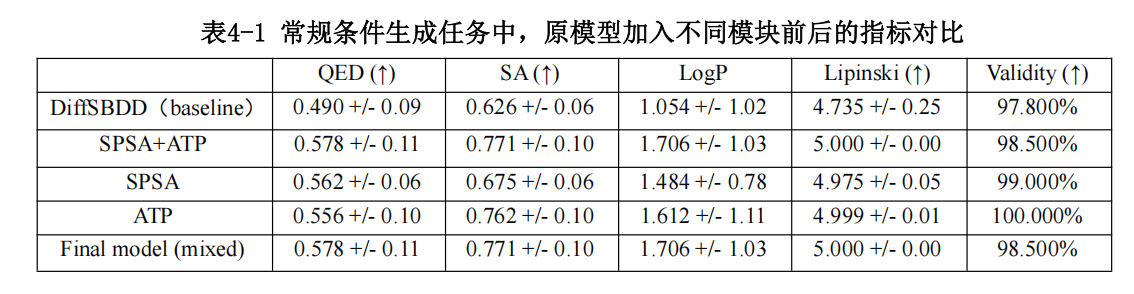 表4-1 常规条件生成任务中，原模型加入不同模块前后的指标对比
QED (↑) SA (↑) LogP Lipinski (↑) Validity (↑)
DiffSBDD（baseline） 0.490 +/- 0.09 0.626 +/- 0.06 1.054 +/- 1.02 4.735 +/- 0.25 97.800%
SPSA+ATP 0.578 +/- 0.11 0.771 +/- 0.10 1.706 +/- 1.03 5.000 +/- 0.00 98.500%
SPSA 0.562 +/- 0.06 0.675 +/- 0.06 1.484 +/- 0.78 4.975 +/- 0.05 99.000%
ATP 0.556 +/- 0.10 0.762 +/- 0.10 1.612 +/- 1.11 4.999 +/- 0.01 100.000%
Final model (mixed) 0.578 +/- 0.11 0.771 +/- 0.10 1.706 +/- 1.03 5.000 +/- 0.00 98.500%